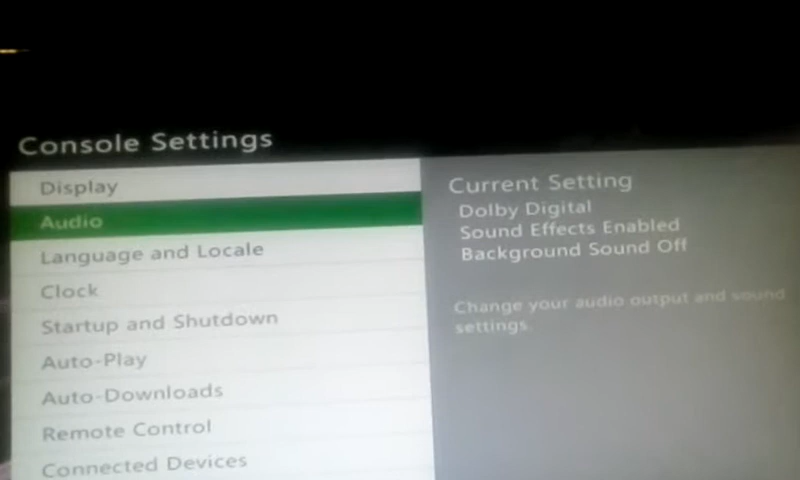 Console Settings
Display
Audio
Language and Locale
Clock
Startup and Shutdown
Auto-Play
Auto-Downloads
Remote Control
Connected Devices
Current Setting
Dolby Digital
Sound Effects Enabled
Background Sound Off
Change your audio output and sound
settings.